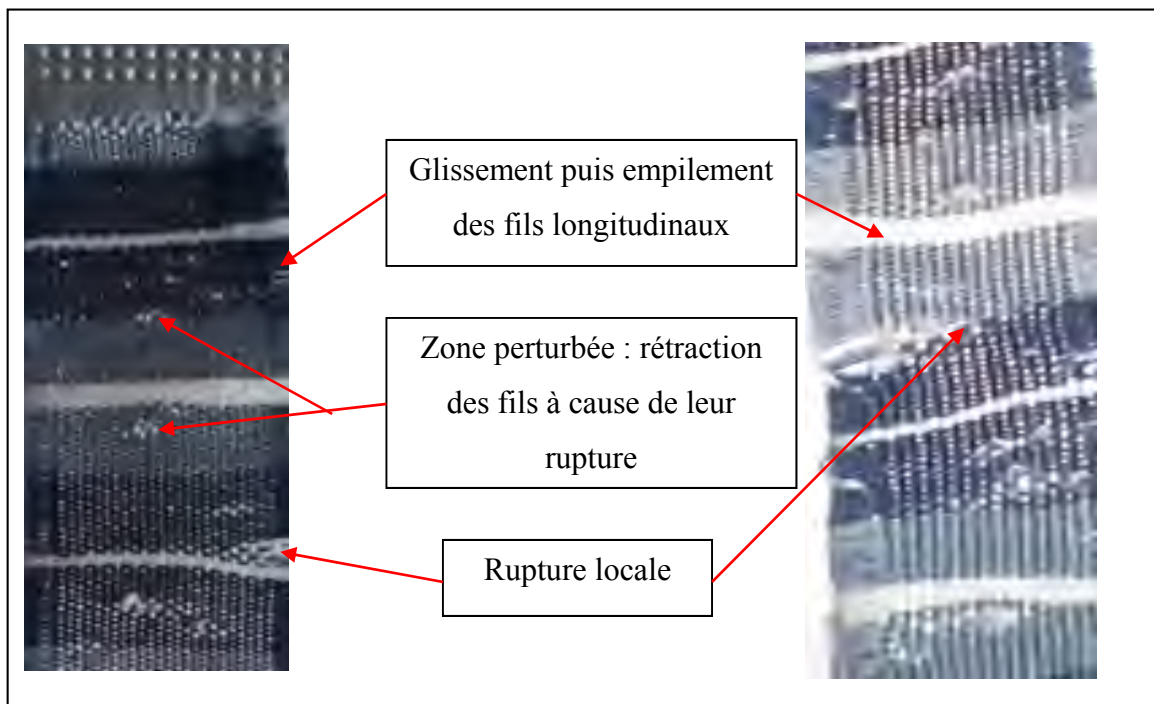 Glissement puis empilement
des fils longitudinaux
Zone perturbée : rétraction
des fils à cause de leur
rupture
Rupture locale